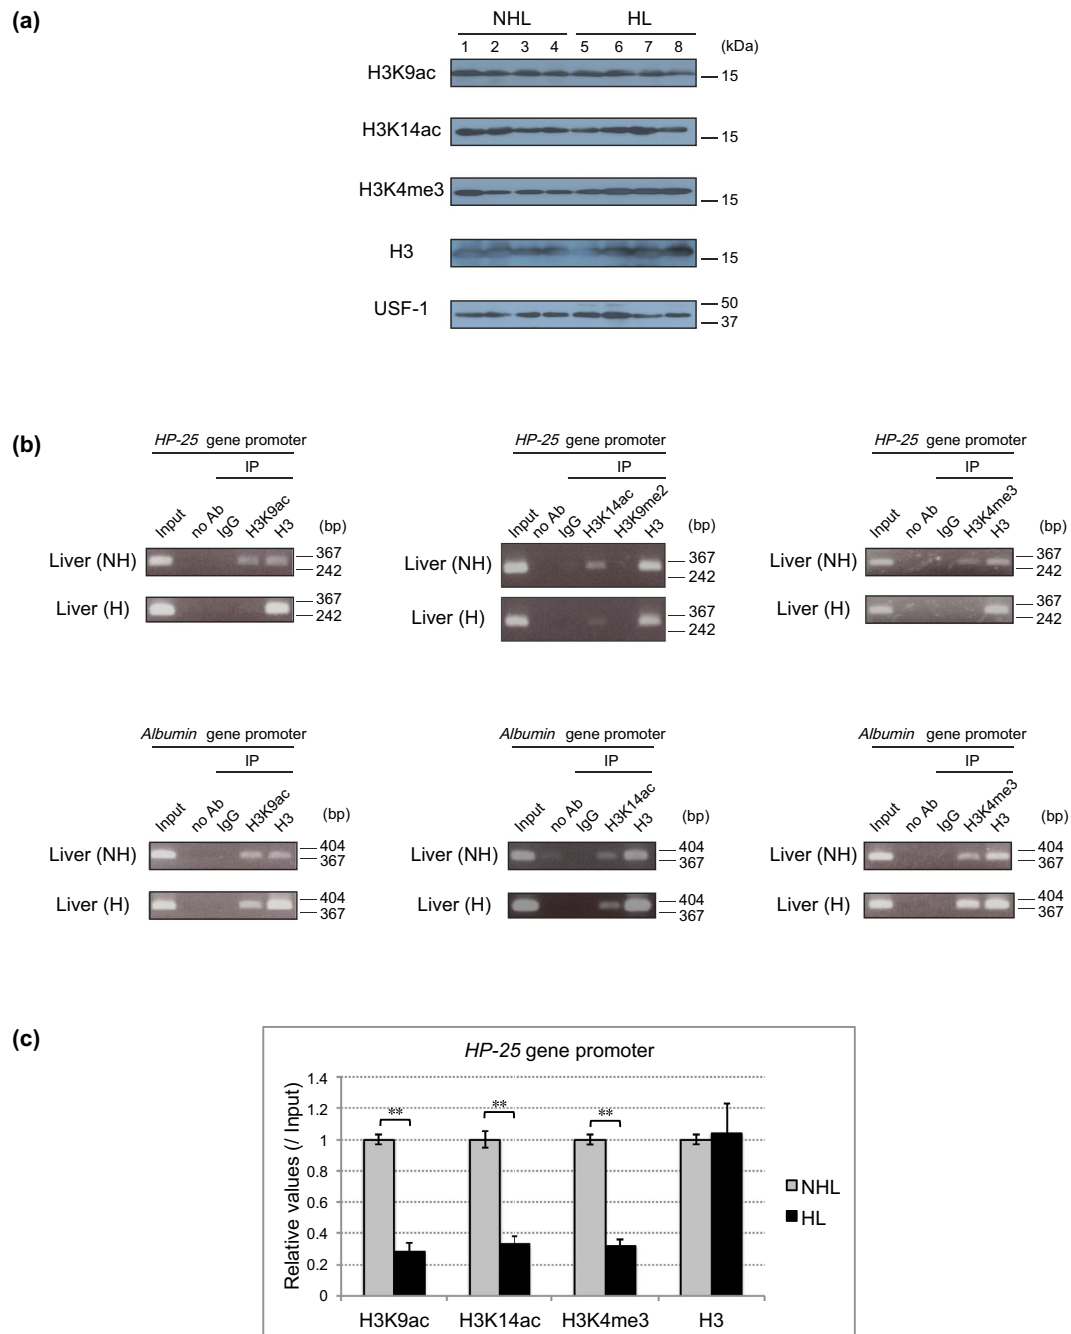 (a)
NHL HL
1 2 3 4 5 6 7 8 (kDa)
H3K9ac 15
H3K14ac 15
H3K4me3 15
H3 15
USF-1 50
37
(b)
HP-25 gene promoter
IP
Input no Ab IgG H3K9ac H3 (bp)
Liver (NH) 367
242
Liver (H) 367
242
HP-25 gene promoter
IP
Input no Ab IgG H3K14ac H3K9me2 H3 (bp)
Liver (NH) 367
242
Liver (H) 367
242
HP-25 gene promoter
IP
Input no Ab IgG H3K4me3 H3 (bp)
Liver (NH) 367
242
Liver (H) 367
242
Albumin gene promoter
IP
Input no Ab IgG H3K9ac H3 (bp)
Liver (NH) 404
367
Liver (H) 404
367
Albumin gene promoter
IP
Input no Ab IgG H3K14ac H3 (bp)
Liver (NH) 404
367
Liver (H) 404
367
Albumin gene promoter
IP
Input no Ab IgG H3K4me3 H3 (bp)
Liver (NH) 404
367
Liver (H) 404
367
(c)
HP-25 gene promoter
Relative values (/ Input)
1.4
1.2
1
0.8
0.6
0.4
0.2
0
** ** **
NHL
HL
H3K9ac H3K14ac H3K4me3 H3